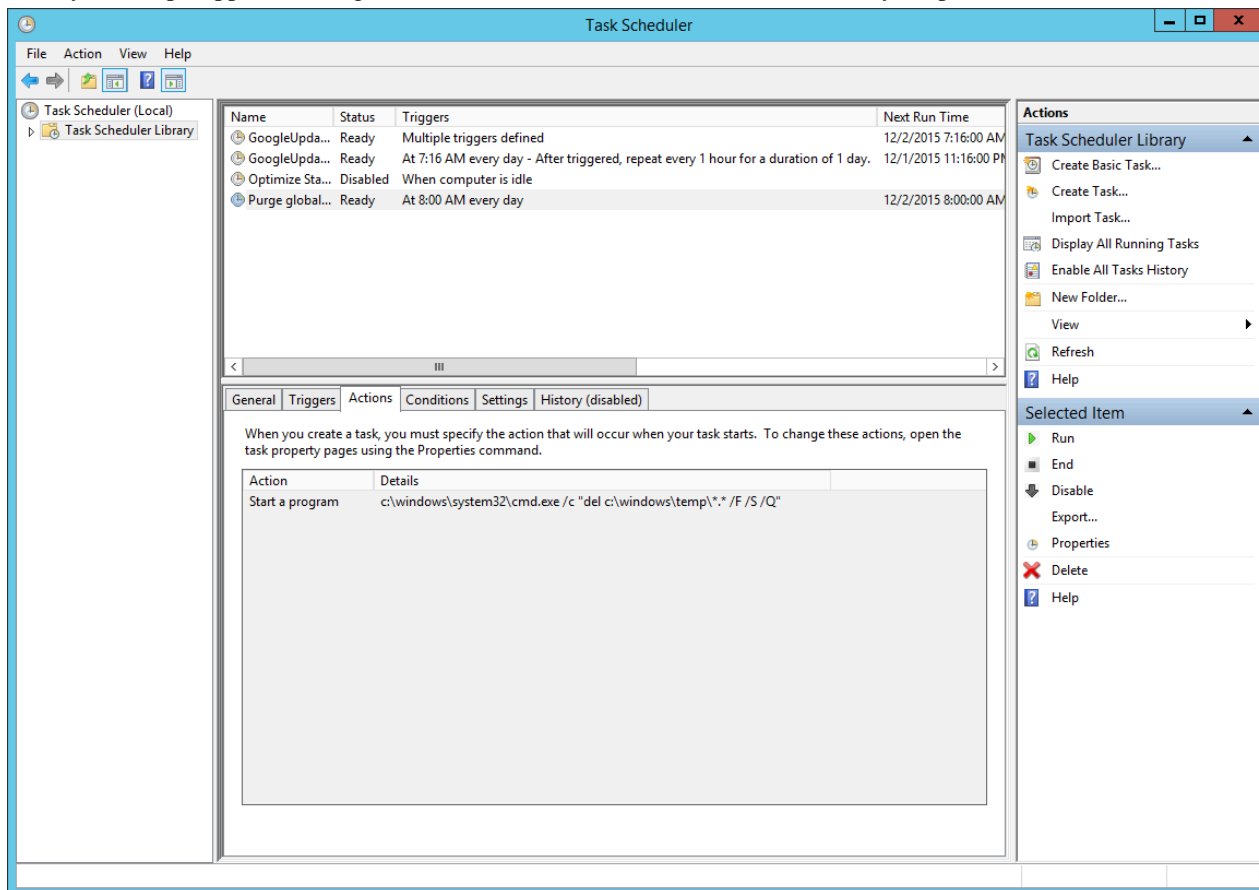 Task Scheduler
File Action View Help
Task Scheduler (Local)
Task Scheduler Library
Name Status Triggers Next Run Time
GoogleUpda... Ready Multiple triggers defined 12/2/2015 7:16:00 AM
GoogleUpda... Ready At 7:16 AM every day - After triggered, repeat every 1 hour for a duration of 1 day. 12/1/2015 11:16:00 PM
Optimize Sta... Disabled When computer is idle
Purge global... Ready At 8:00 AM every day 12/2/2015 8:00:00 AM
General Triggers Actions Conditions Settings History (disabled)
When you create a task, you must specify the action that will occur when your task starts. To change these actions, open the
task property pages using the Properties command.
Action Details
Start a program c:\windows\system32\cmd.exe /c "del c:\windows\temp\*.* /F /S /Q"
Actions
Task Scheduler Library
Create Basic Task...
Create Task...
Import Task...
Display All Running Tasks
Enable All Tasks History
New Folder...
View
Refresh
Help
Selected Item
Run
End
Disable
Export...
Properties
Delete
Help